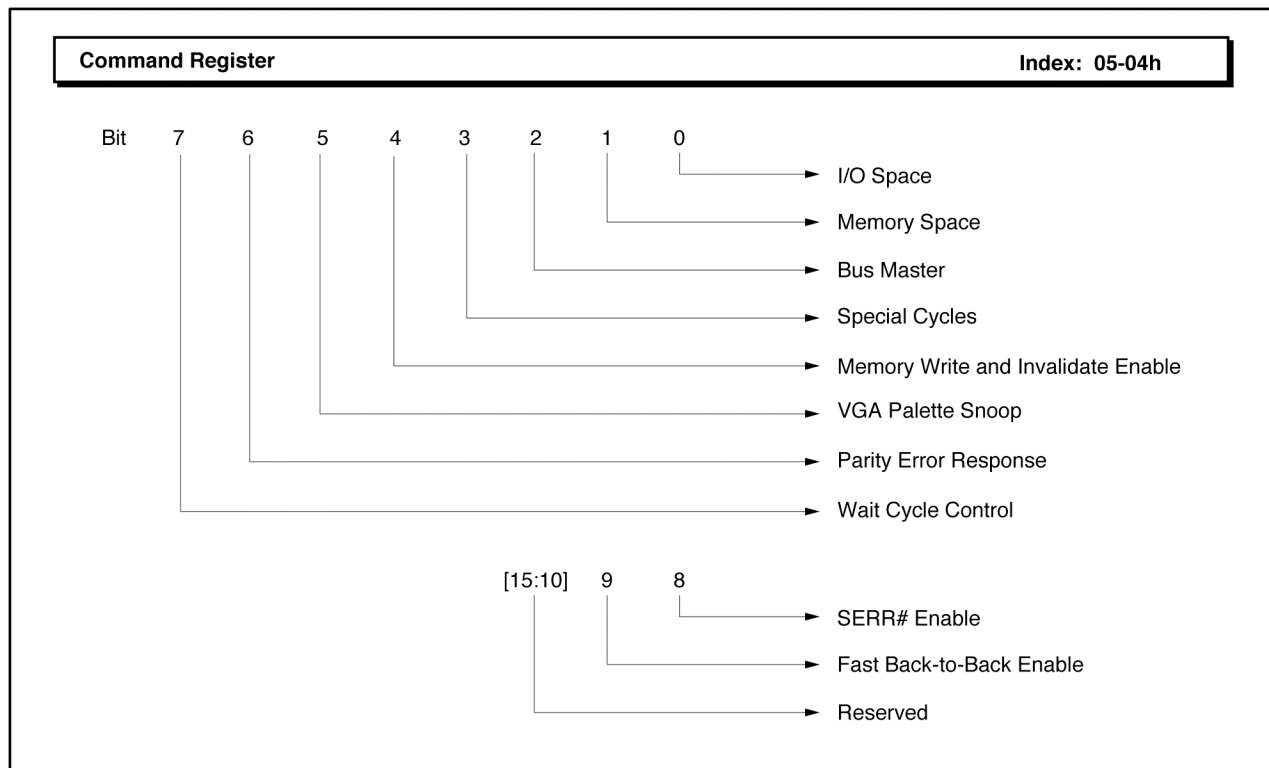 Command Register Index: 05-04h
Bit 7 6 5 4 3 2 1 0
I/O Space
Memory Space
Bus Master
Special Cycles
Memory Write and Invalidate Enable
VGA Palette Snoop
Parity Error Response
Wait Cycle Control
[15:10] 9 8
SERR# Enable
Fast Back-to-Back Enable
Reserved